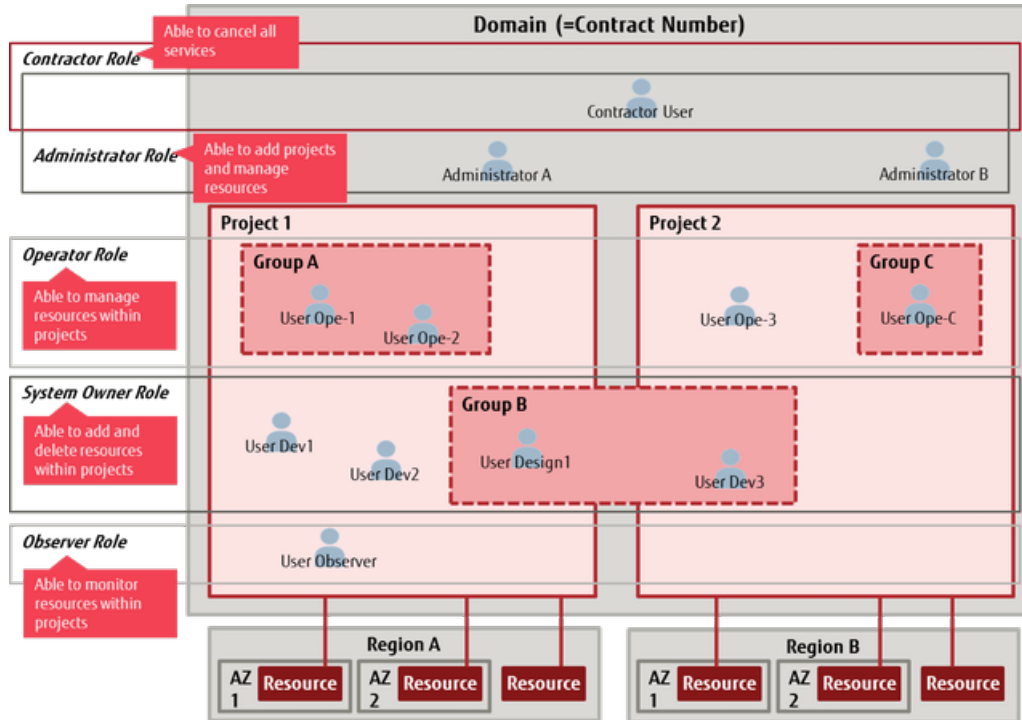 Domain (=Contract Number)
Able to cancel all
services
Contractor Role
Contractor User
Administrator Role
Able to add projects
and manage
resources
Administrator A
Administrator B
Project 1
Project 2
Operator Role
Able to manage
resources within
projects
Group A
User Ope-1
User Ope-2
User Ope-3
Group C
User Ope-C
System Owner Role
Able to add and
delete resources
within projects
User Dev1
User Dev2
Group B
User Design1
User Dev3
Observer Role
Able to monitor
resources within
projects
User Observer
Region A
AZ
1
Resource
AZ
2
Resource
Resource
Region B
AZ
1
Resource
AZ
2
Resource
Resource